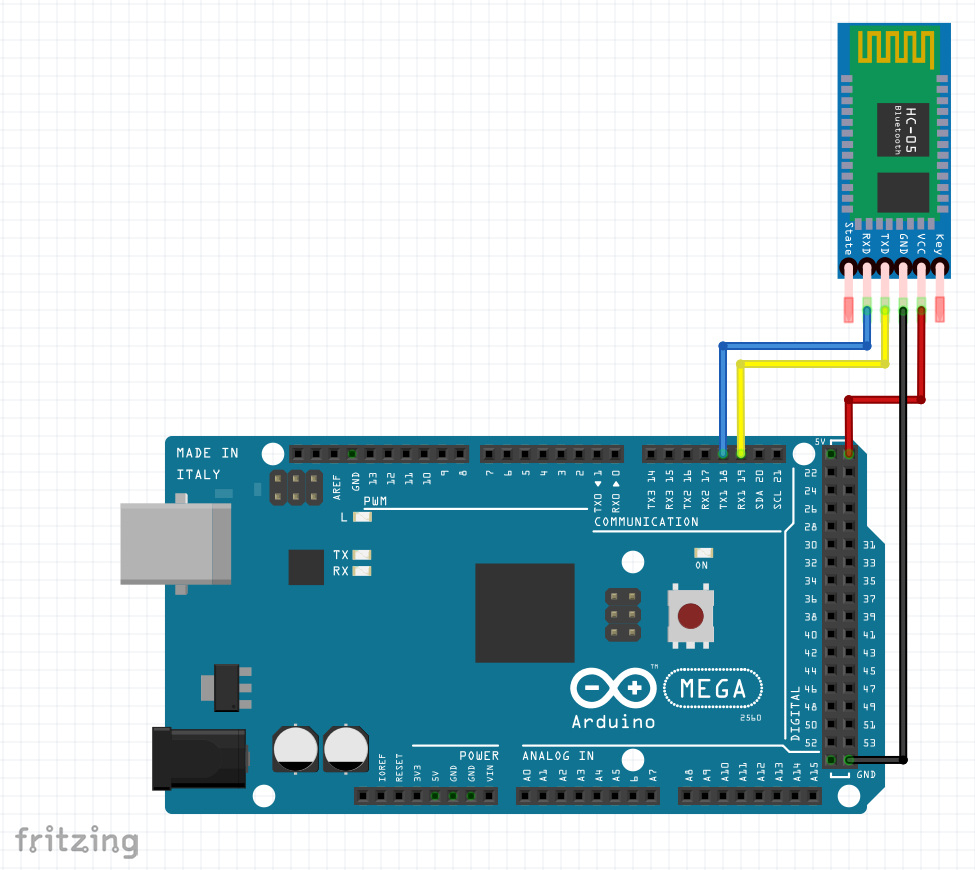 HC-05
Bluetooth
State
RXD
TXD
GND
VCC
Key
MADE IN
ITALY
AREF
GND
13
12
11
10
9
8
7
6
5
4
3
2
TX0 ◀ 1
RX0 ▶ 0
TX3 14
RX3 15
TX2 16
RX2 17
TX1 18
RX1 19
SDA 20
SCL 21
PWM
COMMUNICATION
L
TX
RX
ON
5V
22
24
26
28
30 31
32 33
34 35
36 37
38 39
40 41
42 43
44 45
46 47
48 49
50 51
52 53
GND
DIGITAL
Arduino
TM
MEGA
2560
POWER
ANALOG IN
IOREF
RESET
3V3
5V
GND
GND
VIN
A0
A1
A2
A3
A4
A5
6
A7
A8
A9
A10
A11
A12
A13
A14
A15
fritzing